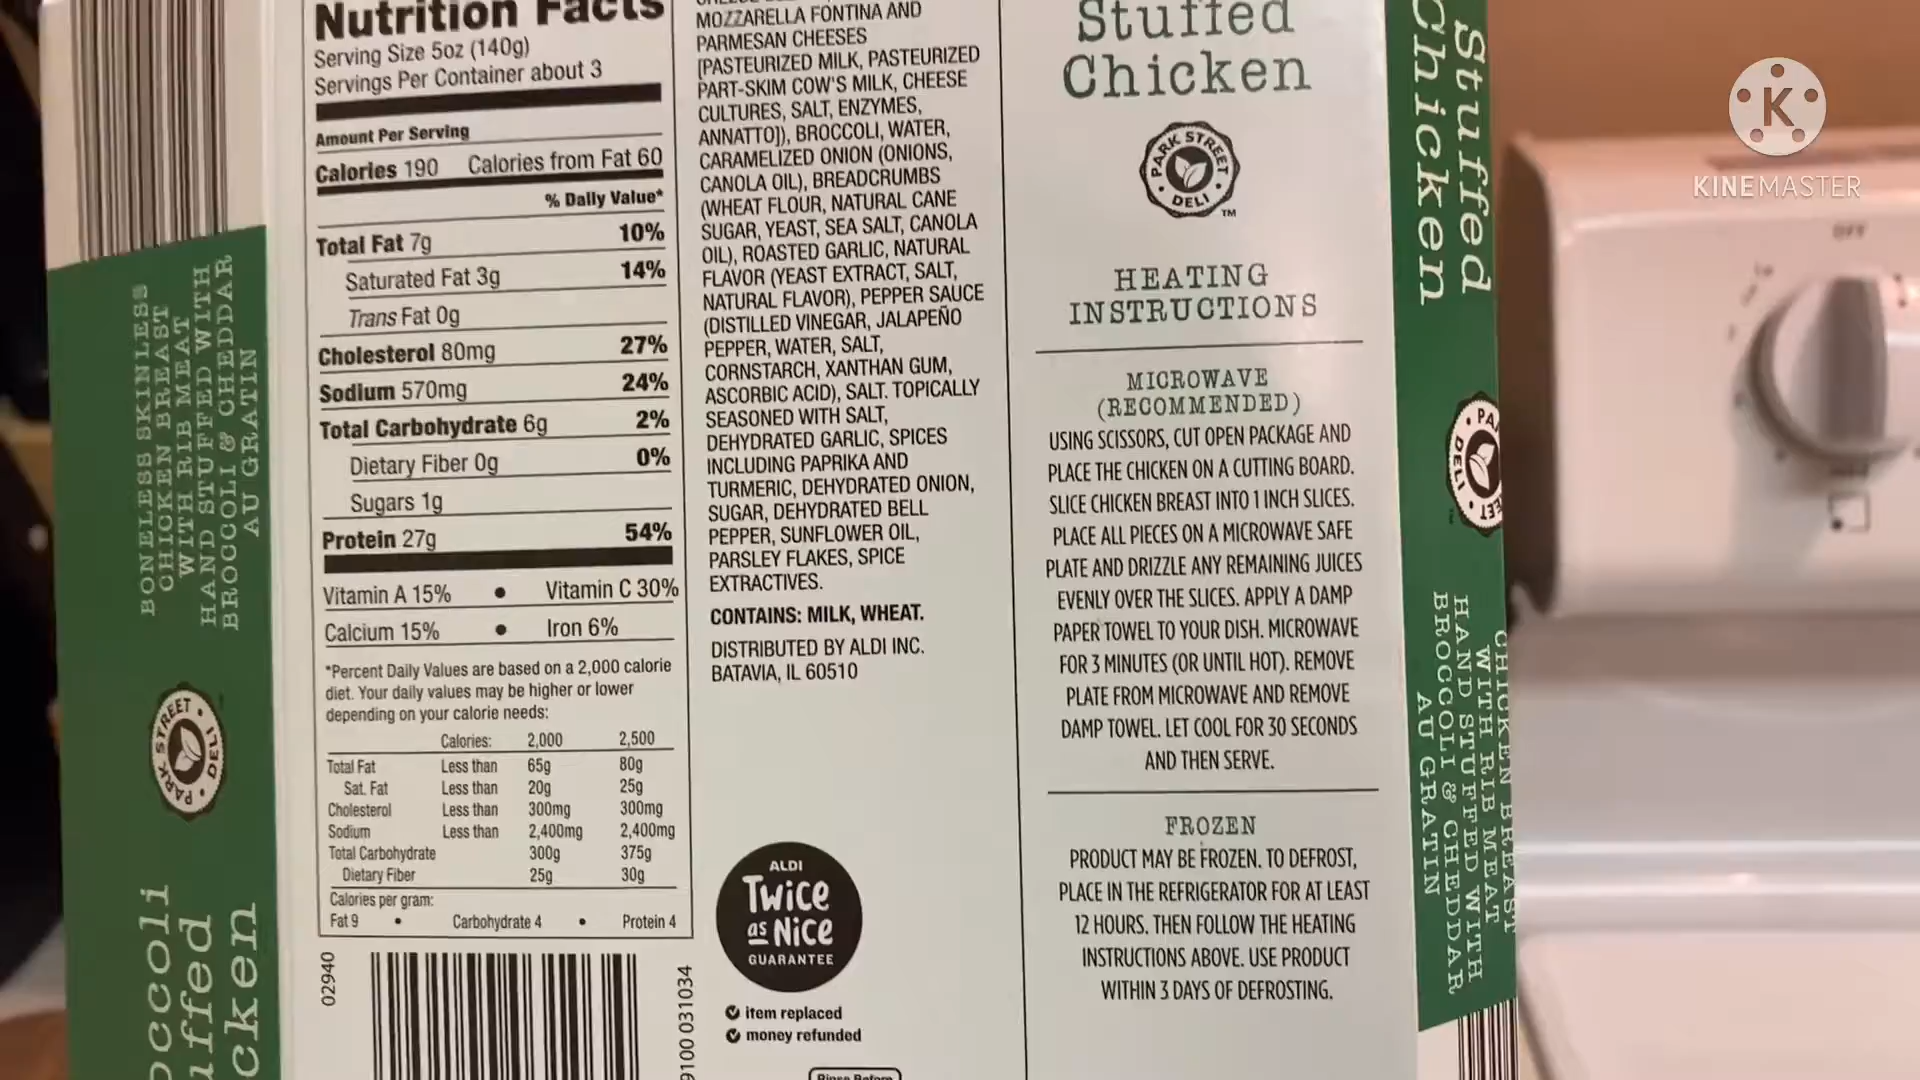 Nutrition Facts
Serving Size 5oz (140g)
Servings Per Container about 3
Amount Per Serving
Calories 190 Calories from Fat 60
% Daily Value*
Total Fat 7g 10%
Saturated Fat 3g 14%
Trans Fat 0g
Cholesterol 80mg 27%
Sodium 570mg 24%
Total Carbohydrate 6g 2%
Dietary Fiber 0g 0%
Sugars 1g
Protein 27g 54%
Vitamin A 15% • Vitamin C 30%
Calcium 15% • Iron 6%
*Percent Daily Values are based on a 2,000 calorie
diet. Your daily values may be higher or lower
depending on your calorie needs:
Calories: 2,000 2,500
Total Fat Less than 65g 80g
Sat. Fat Less than 20g 25g
Cholesterol Less than 300mg 300mg
Sodium Less than 2,400mg 2,400mg
Total Carbohydrate 300g 375g
Dietary Fiber 25g 30g
Calories per gram:
Fat 9 • Carbohydrate 4 • Protein 4
02940
9100 031034
MOZZARELLA FONTINA AND
PARMESAN CHEESES
[PASTEURIZED MILK, PASTEURIZED
PART-SKIM COW'S MILK, CHEESE
CULTURES, SALT, ENZYMES,
ANNATTO]), BROCCOLI, WATER,
CARAMELIZED ONION (ONIONS,
CANOLA OIL), BREADCRUMBS
(WHEAT FLOUR, NATURAL CANE
SUGAR, YEAST, SEA SALT, CANOLA
OIL), ROASTED GARLIC, NATURAL
FLAVOR (YEAST EXTRACT, SALT,
NATURAL FLAVOR), PEPPER SAUCE
(DISTILLED VINEGAR, JALAPEÑO
PEPPER, WATER, SALT,
CORNSTARCH, XANTHAN GUM,
ASCORBIC ACID), SALT. TOPICALLY
SEASONED WITH SALT,
DEHYDRATED GARLIC, SPICES
INCLUDING PAPRIKA AND
TURMERIC, DEHYDRATED ONION,
SUGAR, DEHYDRATED BELL
PEPPER, SUNFLOWER OIL,
PARSLEY FLAKES, SPICE
EXTRACTIVES.
CONTAINS: MILK, WHEAT.
DISTRIBUTED BY ALDI INC.
BATAVIA, IL 60510
ALDI
Twice
as Nice
GUARANTEE
item replaced
money refunded
Rinse Before
Stuffed
Chicken
PARK STREET
DELI
TM
HEATING
INSTRUCTIONS
MICROWAVE
(RECOMMENDED)
USING SCISSORS, CUT OPEN PACKAGE AND
PLACE THE CHICKEN ON A CUTTING BOARD.
SLICE CHICKEN BREAST INTO 1 INCH SLICES.
PLACE ALL PIECES ON A MICROWAVE SAFE
PLATE AND DRIZZLE ANY REMAINING JUICES
EVENLY OVER THE SLICES. APPLY A DAMP
PAPER TOWEL TO YOUR DISH. MICROWAVE
FOR 3 MINUTES (OR UNTIL HOT). REMOVE
PLATE FROM MICROWAVE AND REMOVE
DAMP TOWEL. LET COOL FOR 30 SECONDS
AND THEN SERVE.
FROZEN
PRODUCT MAY BE FROZEN. TO DEFROST,
PLACE IN THE REFRIGERATOR FOR AT LEAST
12 HOURS. THEN FOLLOW THE HEATING
INSTRUCTIONS ABOVE. USE PRODUCT
WITHIN 3 DAYS OF DEFROSTING.
BONELESS SKINLESS
CHICKEN BREAST
WITH RIB MEAT
HAND STUFFED WITH
BROCCOLI & CHEDDAR
AU GRATIN
PARK STREET
DELI
occoli
uffed
cken
Stuffed
Chicken
PA
EET
DELI
CHICKEN BREAST
WITH RIB MEAT
HAND STUFFED WITH
BROCCOLI & CHEDDAR
AU GRATIN
K
KINEMASTER
OFF